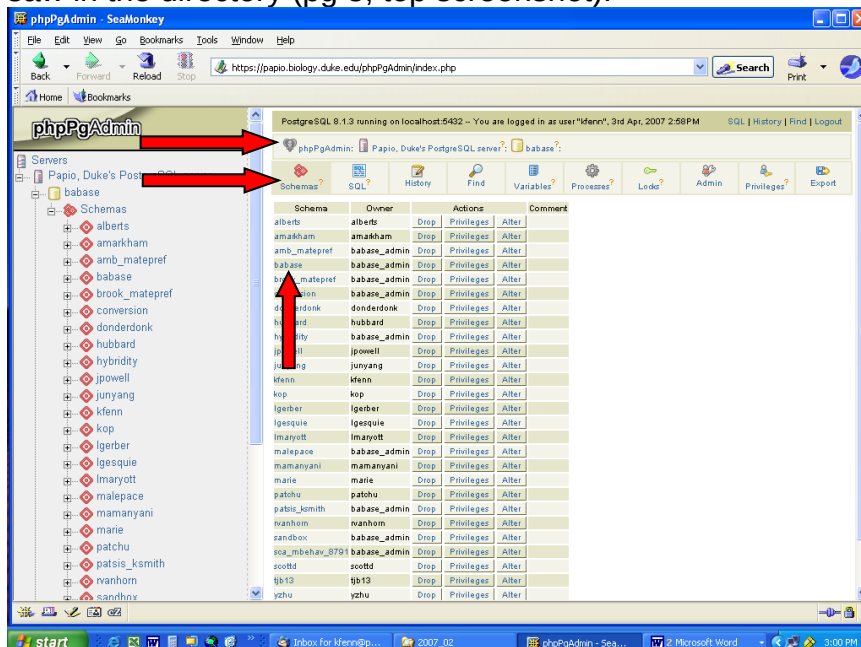 saw in the directory (pg 3, top screenshot).
phpPgAdmin - SeaMonkey
File Edit View Go Bookmarks Tools Window Help
Back Forward Reload Stop https://papio.biology.duke.edu/phpPgAdmin/index.php Search Print
Home Bookmarks
phpPgAdmin
PostgreSQL 8.1.3 running on localhost:5432 -- You are logged in as user "kfenn", 3rd Apr, 2007 2:58PM SQL | History | Find | Logout
phpPgAdmin: Papio, Duke's PostgreSQL server?: babase?:
Schemas? SQL? History Find Variables? Processes? Locks? Admin Privileges? Export
Servers
Papio, Duke's
babase
Schemas
alberts
amarkham
amb_matepref
babase
brook_matepref
conversion
donderdonk
hubbard
hybridity
jpowell
junyang
kfenn
kop
lgerber
lgesquie
lmaryott
malepace
mamanyani
marie
patchu
patsis_ksmith
rvanhorn
sandbox
Schema Owner Actions Comment
alberts alberts Drop Privileges Alter
amarkham amarkham Drop Privileges Alter
amb_matepref babase_admin Drop Privileges Alter
babase babase_admin Drop Privileges Alter
matepref babase_admin Drop Privileges Alter
babase_admin Drop Privileges Alter
donderdonk Drop Privileges Alter
hubbard Drop Privileges Alter
babase_admin Drop Privileges Alter
jpowell Drop Privileges Alter
junyang Drop Privileges Alter
kfenn kfenn Drop Privileges Alter
kop kop Drop Privileges Alter
lgerber lgerber Drop Privileges Alter
lgesquie lgesquie Drop Privileges Alter
lmaryott lmaryott Drop Privileges Alter
malepace babase_admin Drop Privileges Alter
mamanyani mamanyani Drop Privileges Alter
marie marie Drop Privileges Alter
patchu patchu Drop Privileges Alter
patsis_ksmith babase_admin Drop Privileges Alter
rvanhorn rvanhorn Drop Privileges Alter
sandbox babase_admin Drop Privileges Alter
sca_mbehav_8791 babase_admin Drop Privileges Alter
scottd scottd Drop Privileges Alter
tjb13 tjb13 Drop Privileges Alter
yzhu yzhu Drop Privileges Alter
start Inbox for kfenn@p... 2007_02 phpPgAdmin - Sea... 2 Microsoft Word 3:00 PM